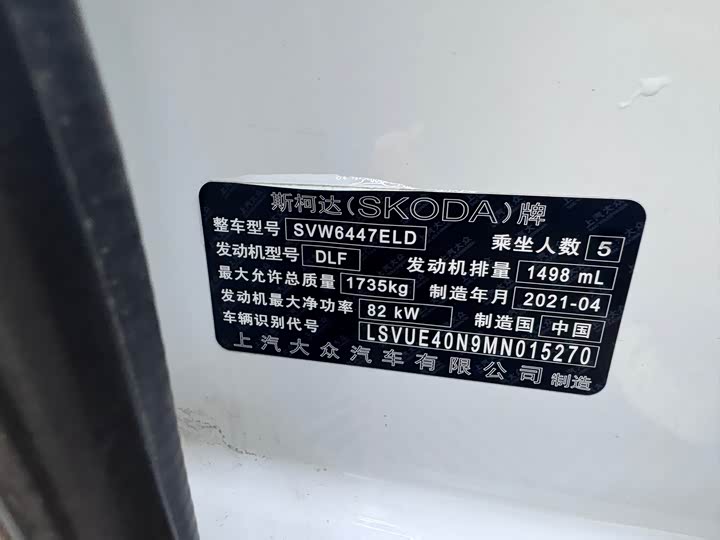 斯柯达(SKODA)牌
整车型号 SVW6447ELD 乘坐人数 5
发动机型号 DLF 发动机排量 1498 mL
最大允许总质量 1735kg 制造年月 2021-04
发动机最大净功率 82 kW 制造国 中国
车辆识别代号 LSVUE40N9MN015270
上汽大众汽车有限公司 制造